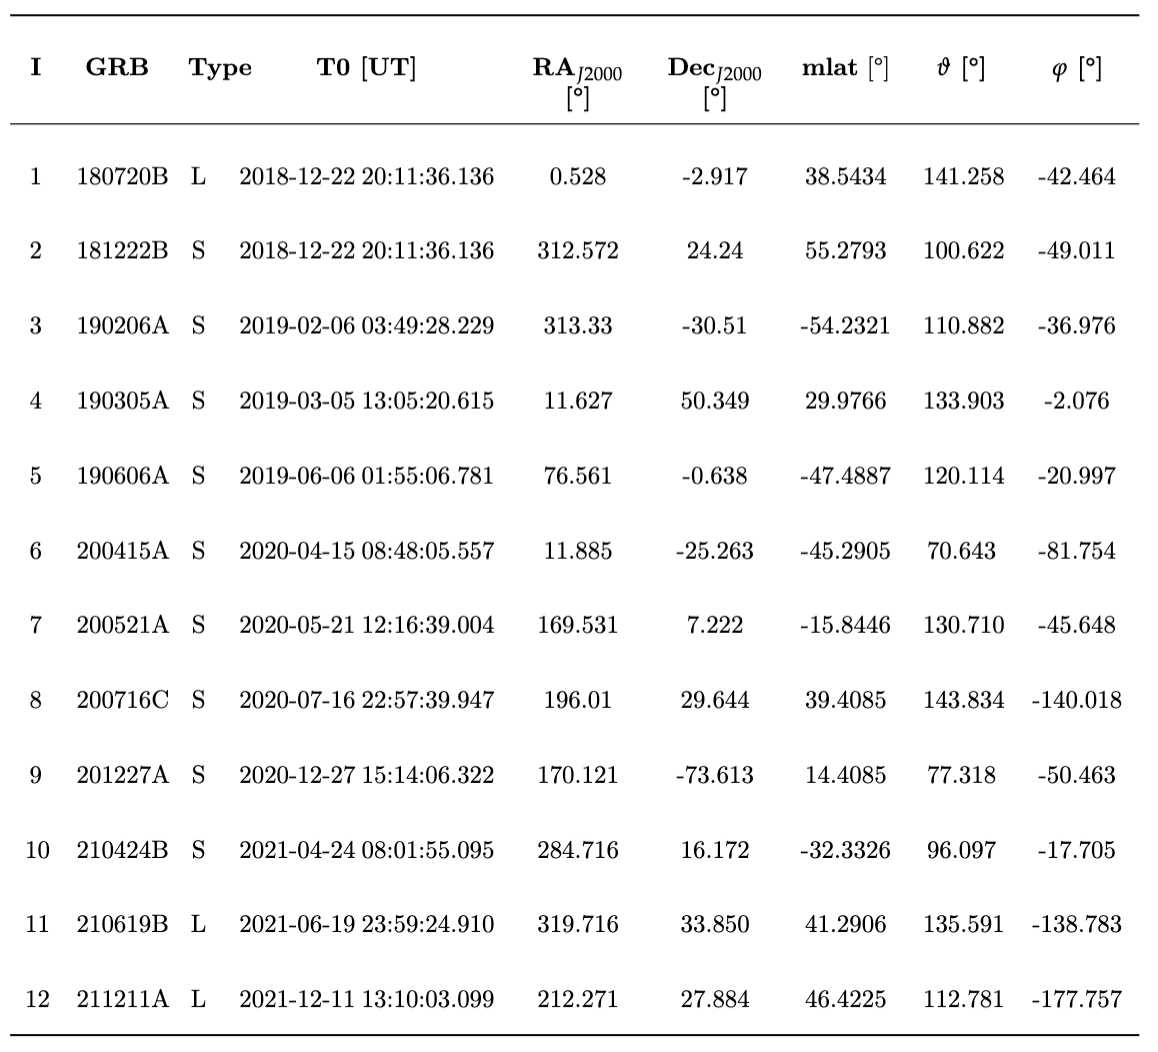 I GRB Type T0 [UT] RA_J2000 [°] Dec_J2000 [°] mlat [°] ϑ [°] φ [°]
1 180720B L 2018-12-22 20:11:36.136 0.528 -2.917 38.5434 141.258 -42.464
2 181222B S 2018-12-22 20:11:36.136 312.572 24.24 55.2793 100.622 -49.011
3 190206A S 2019-02-06 03:49:28.229 313.33 -30.51 -54.2321 110.882 -36.976
4 190305A S 2019-03-05 13:05:20.615 11.627 50.349 29.9766 133.903 -2.076
5 190606A S 2019-06-06 01:55:06.781 76.561 -0.638 -47.4887 120.114 -20.997
6 200415A S 2020-04-15 08:48:05.557 11.885 -25.263 -45.2905 70.643 -81.754
7 200521A S 2020-05-21 12:16:39.004 169.531 7.222 -15.8446 130.710 -45.648
8 200716C S 2020-07-16 22:57:39.947 196.01 29.644 39.4085 143.834 -140.018
9 201227A S 2020-12-27 15:14:06.322 170.121 -73.613 14.4085 77.318 -50.463
10 210424B S 2021-04-24 08:01:55.095 284.716 16.172 -32.3326 96.097 -17.705
11 210619B L 2021-06-19 23:59:24.910 319.716 33.850 41.2906 135.591 -138.783
12 211211A L 2021-12-11 13:10:03.099 212.271 27.884 46.4225 112.781 -177.757